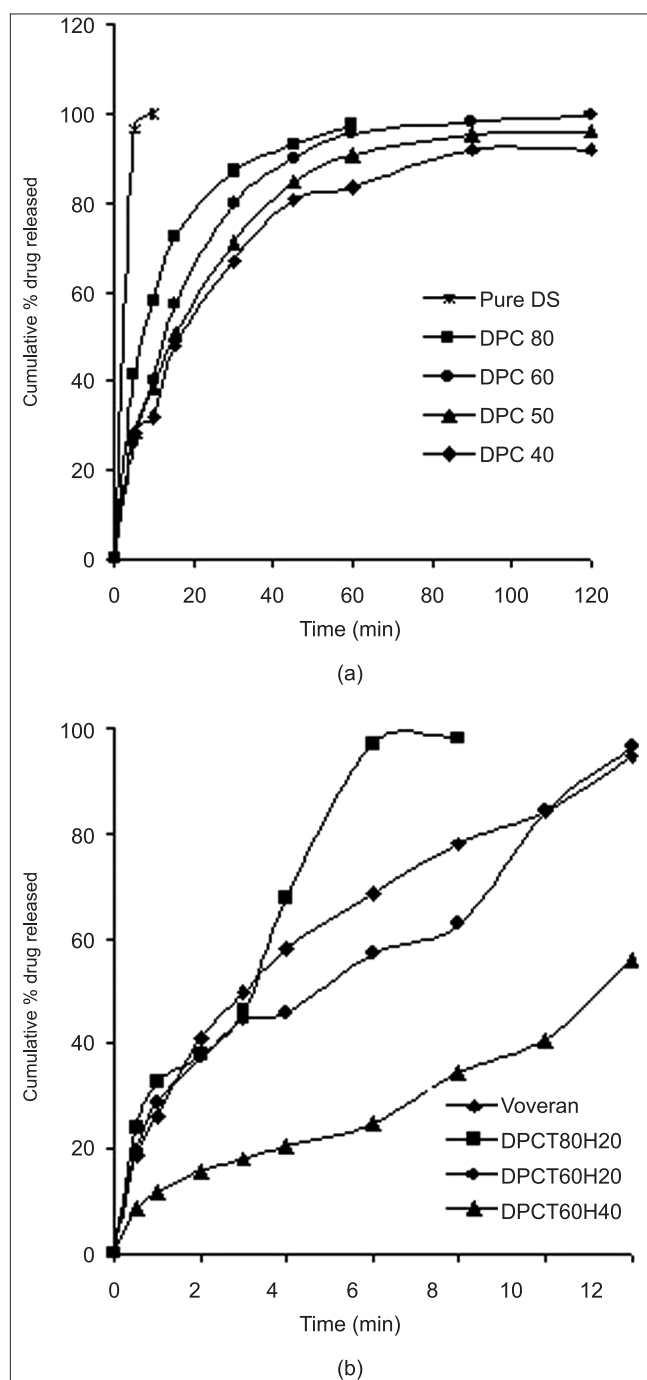 120
100
80
60
40
20
0
Cumulative % drug released
Pure DS
DPC 80
DPC 60
DPC 50
DPC 40
0 20 40 60 80 100 120
Time (min)
(a)
100
80
60
40
20
0
Cumulative % drug released
Voveran
DPCT80H20
DPCT60H20
DPCT60H40
0 2 4 6 8 10 12
Time (min)
(b)